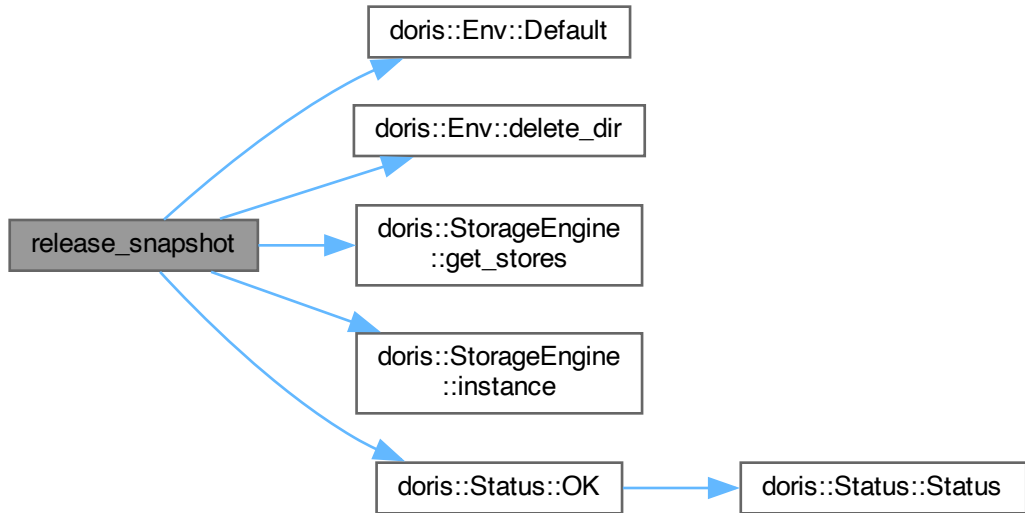 doris::Env::Default
doris::Env::delete_dir
release_snapshot
doris::StorageEngine
::get_stores
doris::StorageEngine
::instance
doris::Status::OK
doris::Status::Status